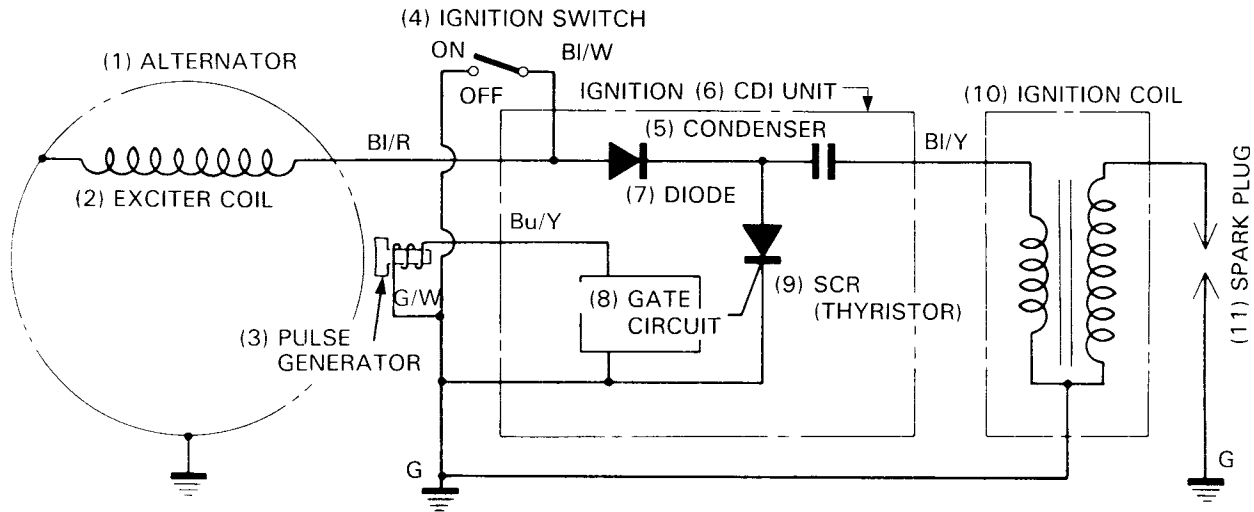 (4) IGNITION SWITCH
ON
Bl/W
(1) ALTERNATOR
OFF
IGNITION (6) CDI UNIT
(10) IGNITION COIL
(5) CONDENSER
Bl/R
Bl/Y
(2) EXCITER COIL
(7) DIODE
Bu/Y
(11) SPARK PLUG
(9) SCR
(THYRISTOR)
G/W
(8) GATE
CIRCUIT
(3) PULSE
GENERATOR
G
G